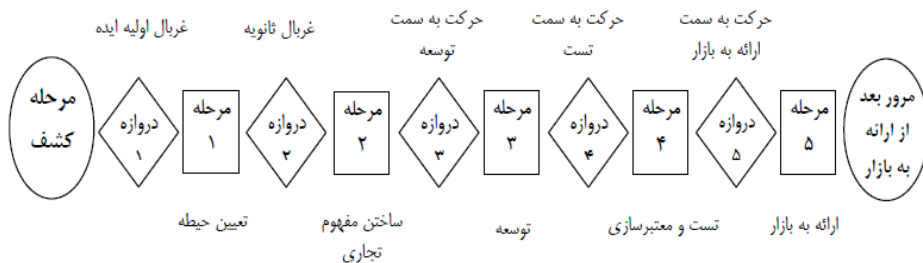 غربال اولیه ایده
غربال ثانویه
حرکت به سمت
توسعه
حرکت به سمت
تست
حرکت به سمت
ارائه به بازار
مرحله
کشف
دروازه
۱
مرحله
۱
دروازه
۲
مرحله
۲
دروازه
۳
مرحله
۳
دروازه
۴
مرحله
۴
دروازه
۵
مرحله
۵
مرور بعد
از ارائه
به بازار
تعیین حیطه
ساختن مفهوم
تجاری
توسعه
تست و معتبرسازی
ارائه به بازار